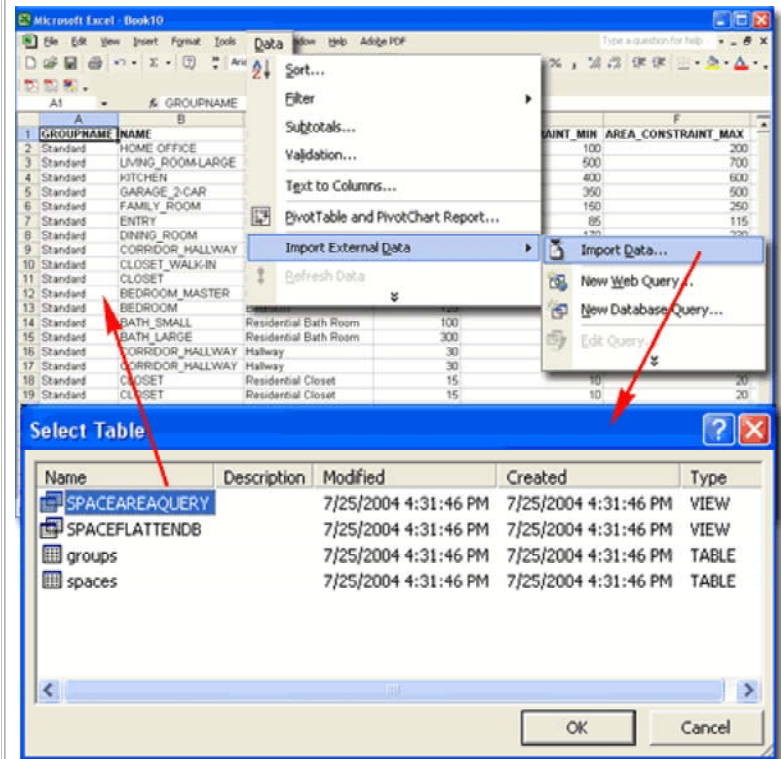 Microsoft Excel - Book10
File Edit View Insert Format Tools Data Window Help Adobe PDF Type a question for help
A1 GROUPNAME
A B F
1 GROUPNAME NAME AINT_MIN AREA_CONSTRAINT_MAX
2 Standard HOME OFFICE 100 200
3 Standard LIVING_ROOM-LARGE 500 700
4 Standard KITCHEN 400 600
5 Standard GARAGE_2-CAR 350 500
6 Standard FAMILY_ROOM 150 250
7 Standard ENTRY 85 115
8 Standard DINING_ROOM 170 230
9 Standard CORRIDOR_HALLWAY
10 Standard CLOSET_WALK-IN
11 Standard CLOSET
12 Standard BEDROOM_MASTER
13 Standard BEDROOM 120
14 Standard BATH_SMALL Residential Bath Room 100
15 Standard BATH_LARGE Residential Bath Room 300
16 Standard CORRIDOR_HALLWAY Hallway 30
17 Standard CORRIDOR_HALLWAY Hallway 30
18 Standard CLOSET Residential Closet 15 10 20
19 Standard CLOSET Residential Closet 15 10 20
Sort...
Filter
Subtotals...
Validation...
Text to Columns...
PivotTable and PivotChart Report...
Import External Data
Refresh Data
Import Data...
New Web Query...
New Database Query...
Edit Query...
Select Table
Name Description Modified Created Type
SPACEAREAQUERY 7/25/2004 4:31:46 PM 7/25/2004 4:31:46 PM VIEW
SPACEFLATTENDB 7/25/2004 4:31:46 PM 7/25/2004 4:31:46 PM VIEW
groups 7/25/2004 4:31:46 PM 7/25/2004 4:31:46 PM TABLE
spaces 7/25/2004 4:31:46 PM 7/25/2004 4:31:46 PM TABLE
OK Cancel